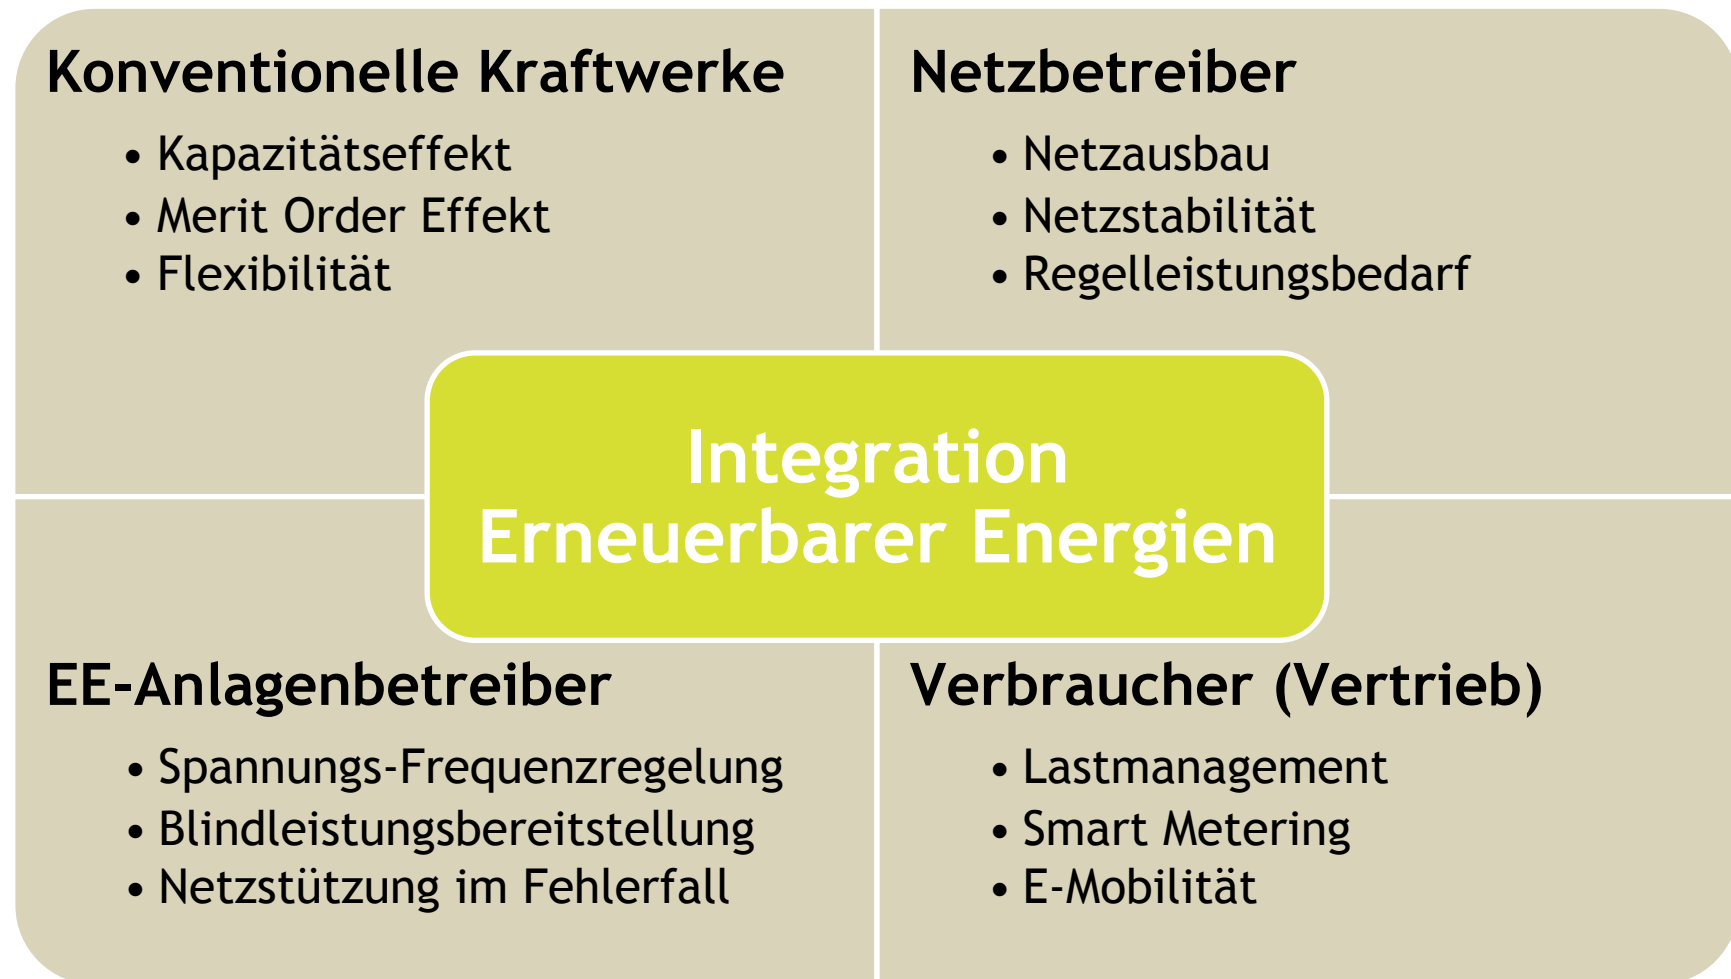 Konventionelle Kraftwerke
• Kapazitätseffekt
• Merit Order Effekt
• Flexibilität
Netzbetreiber
• Netzausbau
• Netzstabilität
• Regelleistungsbedarf
Integration
Erneuerbarer Energien
EE-Anlagenbetreiber
• Spannungs-Frequenzregelung
• Blindleistungsbereitstellung
• Netzstützung im Fehlerfall
Verbraucher (Vertrieb)
• Lastmanagement
• Smart Metering
• E-Mobilität